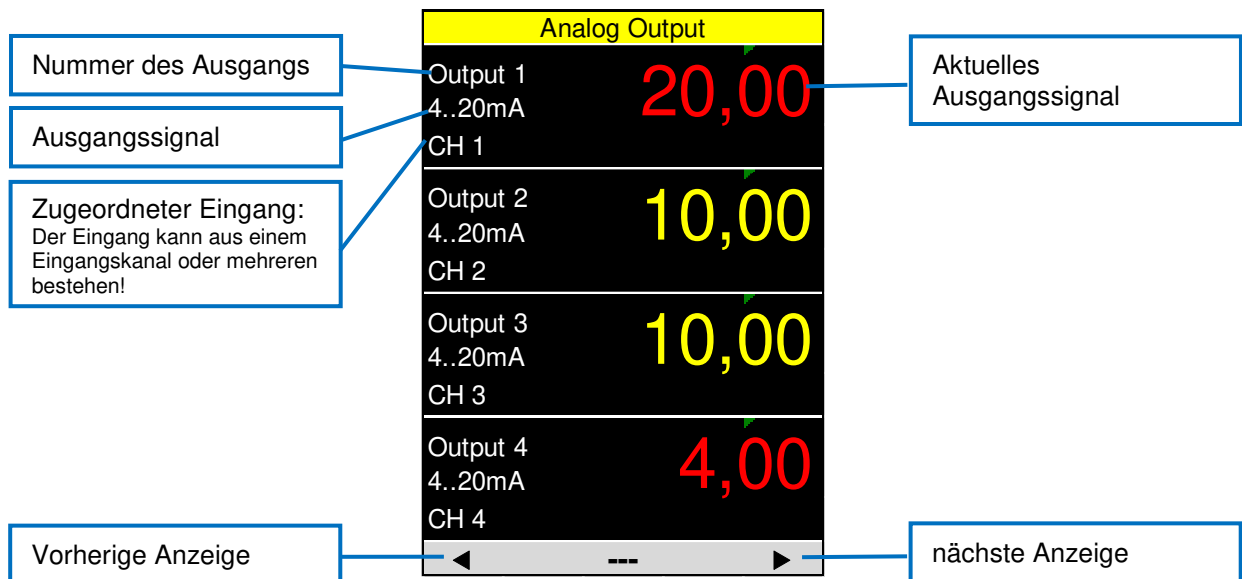 Analog Output
Nummer des Ausgangs
Ausgangssignal
Zugeordneter Eingang:
Der Eingang kann aus einem
Eingangskanal oder mehreren
bestehen!
Output 1
4..20mA
CH 1
20,00
Aktuelles
Ausgangssignal
Output 2
4..20mA
CH 2
10,00
Output 3
4..20mA
CH 3
10,00
Output 4
4..20mA
CH 4
4,00
Vorherige Anzeige
---
nächste Anzeige